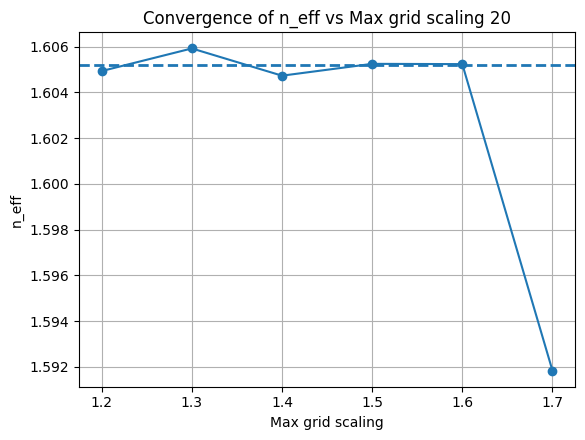 Convergence of n_eff vs Max grid scaling 20
1.606
1.604
1.602
1.600
1.598
1.596
1.594
1.592
n_eff
1.2 1.3 1.4 1.5 1.6 1.7
Max grid scaling